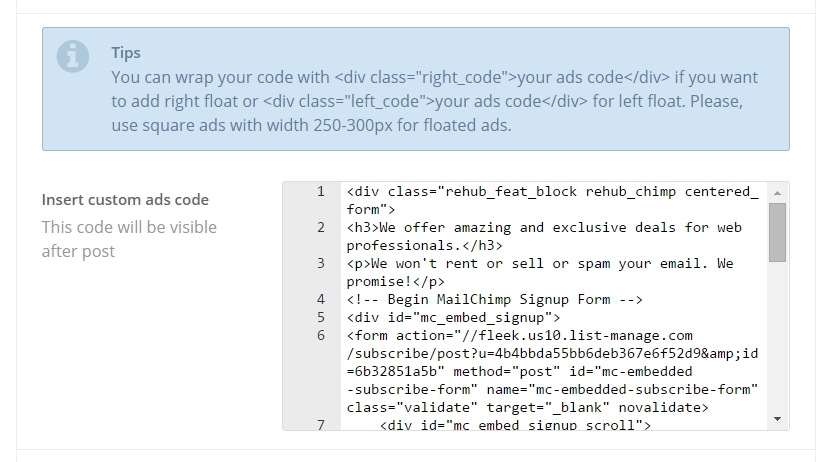 Tips
You can wrap your code with <div class="right_code">your ads code</div> if you want
to add right float or <div class="left_code">your ads code</div> for left float. Please,
use square ads with width 250-300px for floated ads.
Insert custom ads code
This code will be visible
after post
1 <div class="rehub_feat_block rehub_chimp centered_
form">
2 <h3>We offer amazing and exclusive deals for web
professionals.</h3>
3 <p>We won't rent or sell or spam your email. We
promise!</p>
4 <!-- Begin MailChimp Signup Form -->
5 <div id="mc_embed_signup">
6 <form action="//fleek.us10.list-manage.com
/subscribe/post?u=4b4bbda55bb6deb367e6f52d9&amp;id
=6b32851a5b" method="post" id="mc-embedded
-subscribe-form" name="mc-embedded-subscribe-form"
class="validate" target="_blank" novalidate>
7 <div id="mc_embed_signup_scroll">